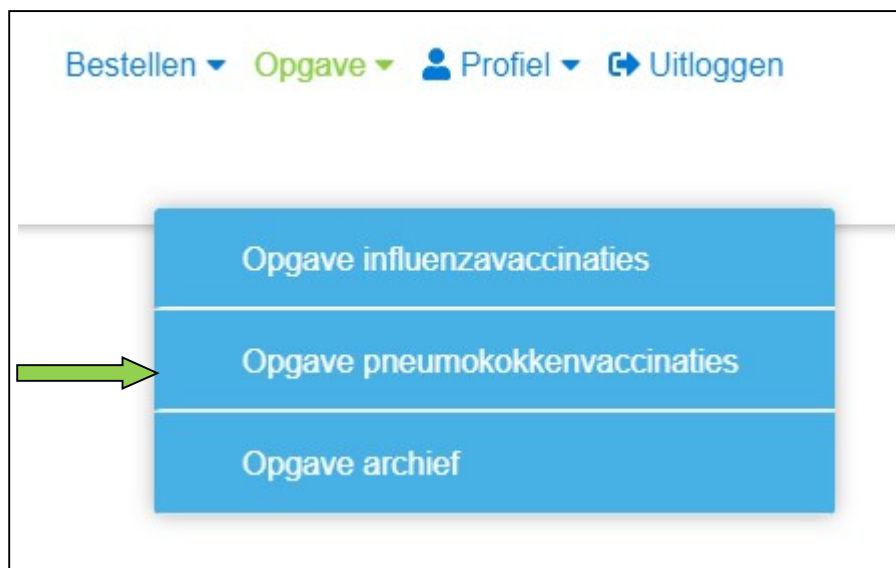 Bestellen Opgave Profiel Uitloggen
Opgave influenzavaccinaties
Opgave pneumokokkenvaccinaties
Opgave archief